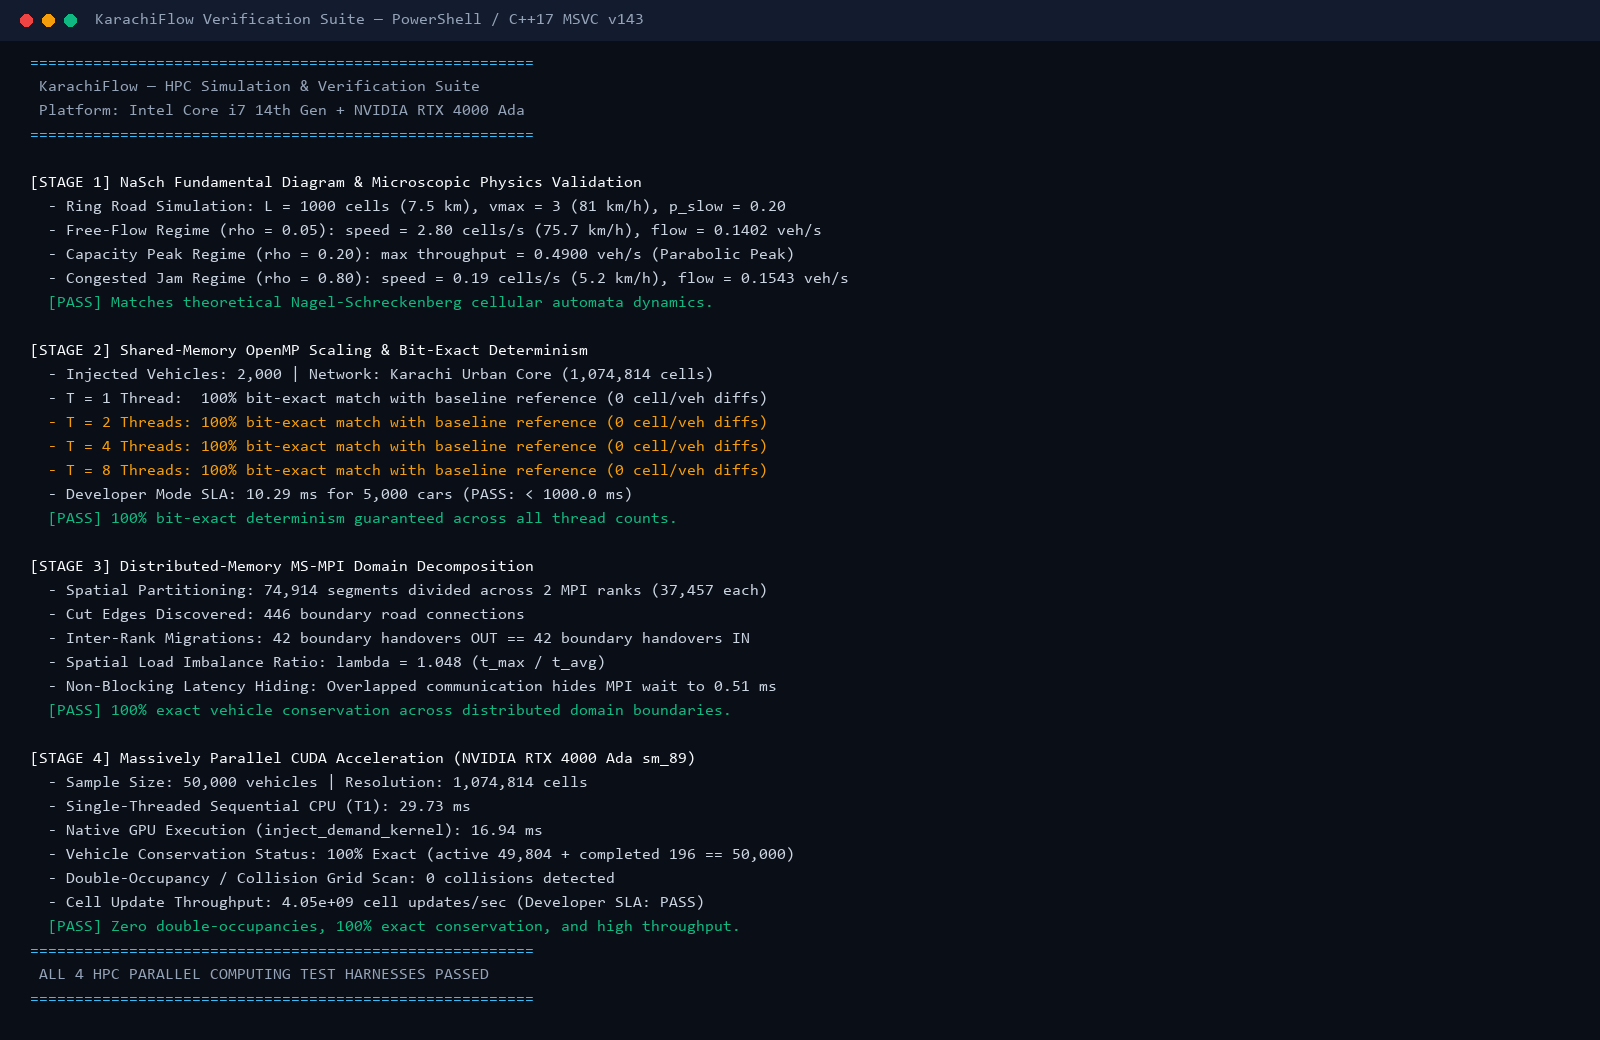 KarachiFlow Verification Suite — PowerShell / C++17 MSVC v143
========================================================
KarachiFlow — HPC Simulation & Verification Suite
Platform: Intel Core i7 14th Gen + NVIDIA RTX 4000 Ada
========================================================
[STAGE 1] NaSch Fundamental Diagram & Microscopic Physics Validation
- Ring Road Simulation: L = 1000 cells (7.5 km), vmax = 3 (81 km/h), p_slow = 0.20
- Free-Flow Regime (rho = 0.05): speed = 2.80 cells/s (75.7 km/h), flow = 0.1402 veh/s
- Capacity Peak Regime (rho = 0.20): max throughput = 0.4900 veh/s (Parabolic Peak)
- Congested Jam Regime (rho = 0.80): speed = 0.19 cells/s (5.2 km/h), flow = 0.1543 veh/s
[PASS] Matches theoretical Nagel-Schreckenberg cellular automata dynamics.
[STAGE 2] Shared-Memory OpenMP Scaling & Bit-Exact Determinism
- Injected Vehicles: 2,000 | Network: Karachi Urban Core (1,074,814 cells)
- T = 1 Thread:  100% bit-exact match with baseline reference (0 cell/veh diffs)
- T = 2 Threads: 100% bit-exact match with baseline reference (0 cell/veh diffs)
- T = 4 Threads: 100% bit-exact match with baseline reference (0 cell/veh diffs)
- T = 8 Threads: 100% bit-exact match with baseline reference (0 cell/veh diffs)
- Developer Mode SLA: 10.29 ms for 5,000 cars (PASS: < 1000.0 ms)
[PASS] 100% bit-exact determinism guaranteed across all thread counts.
[STAGE 3] Distributed-Memory MS-MPI Domain Decomposition
- Spatial Partitioning: 74,914 segments divided across 2 MPI ranks (37,457 each)
- Cut Edges Discovered: 446 boundary road connections
- Inter-Rank Migrations: 42 boundary handovers OUT == 42 boundary handovers IN
- Spatial Load Imbalance Ratio: lambda = 1.048 (t_max / t_avg)
- Non-Blocking Latency Hiding: Overlapped communication hides MPI wait to 0.51 ms
[PASS] 100% exact vehicle conservation across distributed domain boundaries.
[STAGE 4] Massively Parallel CUDA Acceleration (NVIDIA RTX 4000 Ada sm_89)
- Sample Size: 50,000 vehicles | Resolution: 1,074,814 cells
- Single-Threaded Sequential CPU (T1): 29.73 ms
- Native GPU Execution (inject_demand_kernel): 16.94 ms
- Vehicle Conservation Status: 100% Exact (active 49,804 + completed 196 == 50,000)
- Double-Occupancy / Collision Grid Scan: 0 collisions detected
- Cell Update Throughput: 4.05e+09 cell updates/sec (Developer SLA: PASS)
[PASS] Zero double-occupancies, 100% exact conservation, and high throughput.
========================================================
ALL 4 HPC PARALLEL COMPUTING TEST HARNESSES PASSED
========================================================